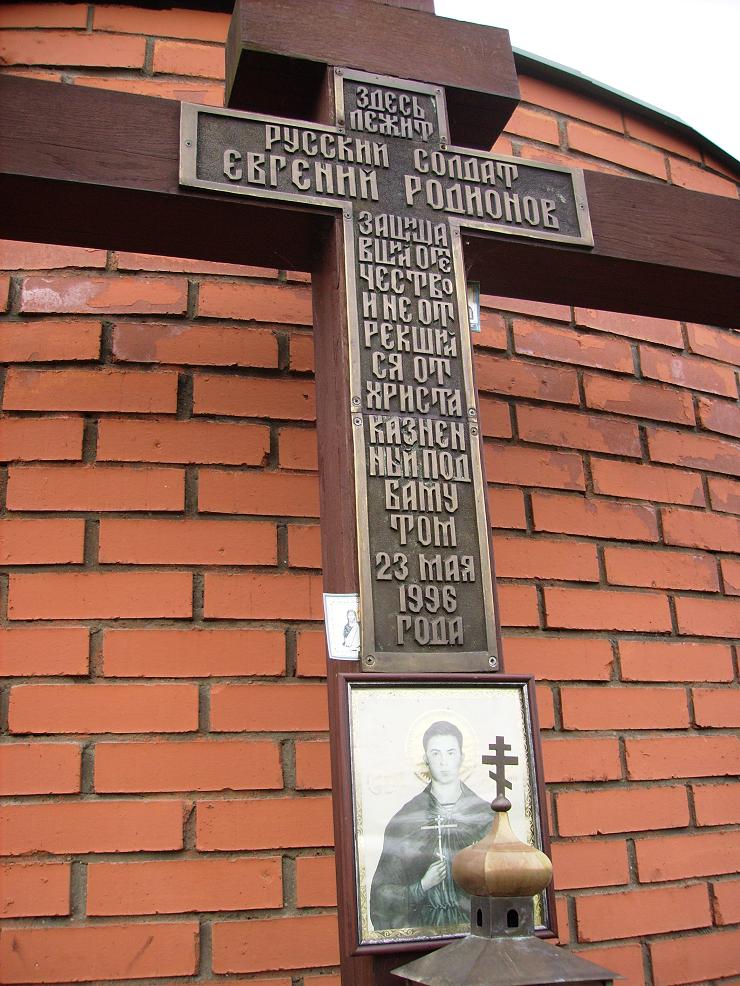 ЗДЕСЬ
ЛЕЖИТ
РУССКИЙ СОЛДАТ
ЕВГЕНИЙ РОДИОНОВ
ЗАЩИЩА
ВШИЙ ОТЕ
ЧЕСТВО
И НЕ ОТ
РЕКШИЙ
СЯ ОТ
ХРИСТА
КАЗНЕН
НЫЙ ПОД
БАМУ
ТОМ
23 МАЯ
1996
ГОДА